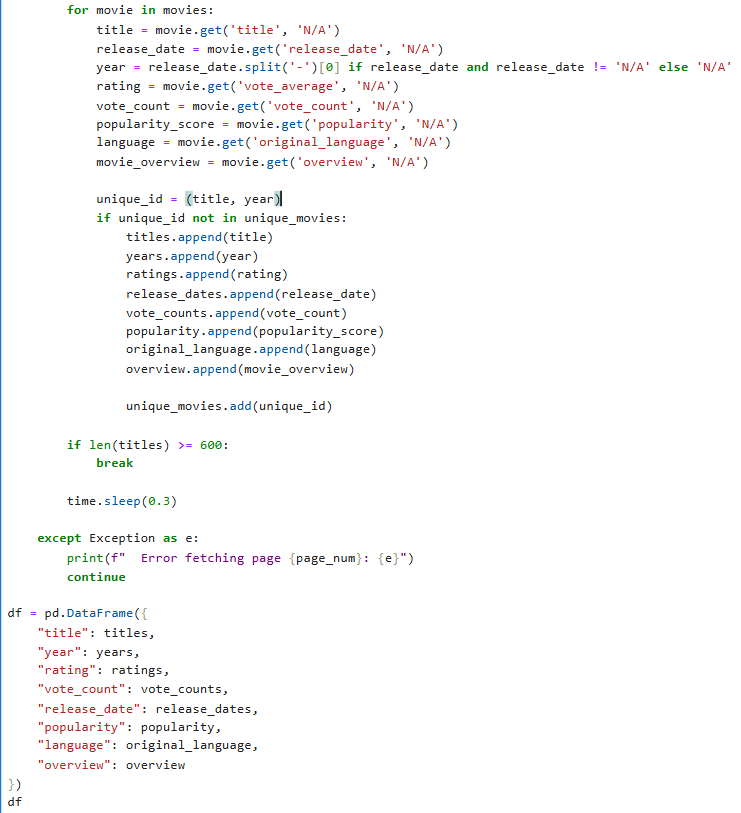 for movie in movies:
            title = movie.get('title', 'N/A')
            release_date = movie.get('release_date', 'N/A')
            year = release_date.split('-')[0] if release_date and release_date != 'N/A' else 'N/A'
            rating = movie.get('vote_average', 'N/A')
            vote_count = movie.get('vote_count', 'N/A')
            popularity_score = movie.get('popularity', 'N/A')
            language = movie.get('original_language', 'N/A')
            movie_overview = movie.get('overview', 'N/A')

            unique_id = (title, year)
            if unique_id not in unique_movies:
                titles.append(title)
                years.append(year)
                ratings.append(rating)
                release_dates.append(release_date)
                vote_counts.append(vote_count)
                popularity.append(popularity_score)
                original_language.append(language)
                overview.append(movie_overview)

                unique_movies.add(unique_id)

        if len(titles) >= 600:
            break

        time.sleep(0.3)

    except Exception as e:
        print(f"  Error fetching page {page_num}: {e}")
        continue

df = pd.DataFrame({
    "title": titles,
    "year": years,
    "rating": ratings,
    "vote_count": vote_counts,
    "release_date": release_dates,
    "popularity": popularity,
    "language": original_language,
    "overview": overview
})
df